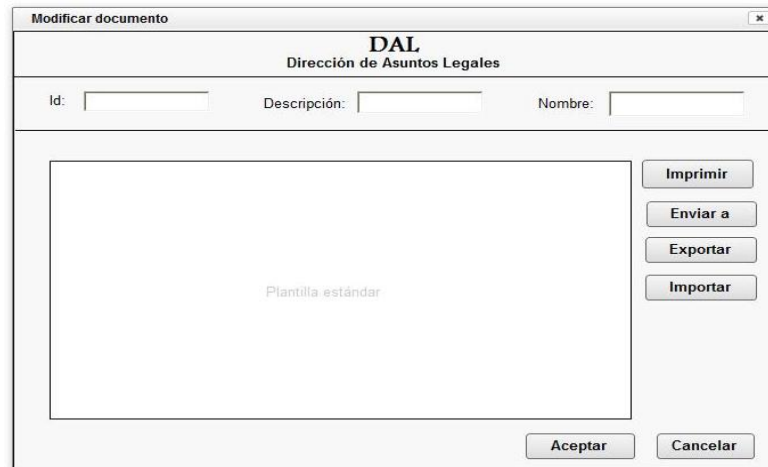 Modificar documento
DAL
Dirección de Asuntos Legales
Id: Descripción: Nombre:
Imprimir
Enviar a
Exportar
Plantilla estándar
Importar
Aceptar Cancelar